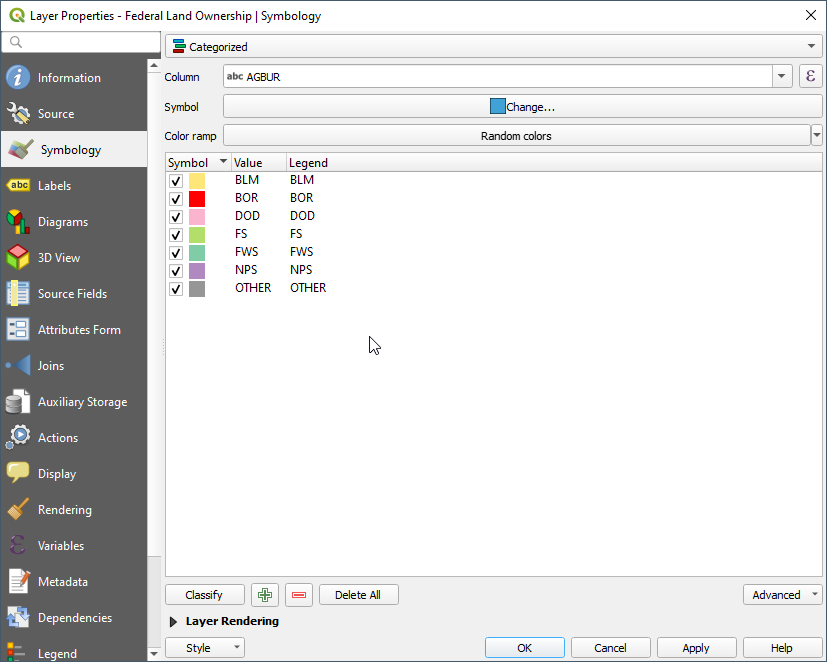 Layer Properties - Federal Land Ownership | Symbology
Information
Source
Symbology
abc Labels
Diagrams
3D View
Source Fields
Attributes Form
Joins
Auxiliary Storage
Actions
Display
Rendering
Variables
Metadata
Dependencies
Legend
Categorized
Column abc AGBUR ε
Symbol Change...
Color ramp Random colors
Symbol Value Legend
BLM BLM
BOR BOR
DOD DOD
FS FS
FWS FWS
NPS NPS
OTHER OTHER
Classify Delete All Advanced
Layer Rendering
Style OK Cancel Apply Help